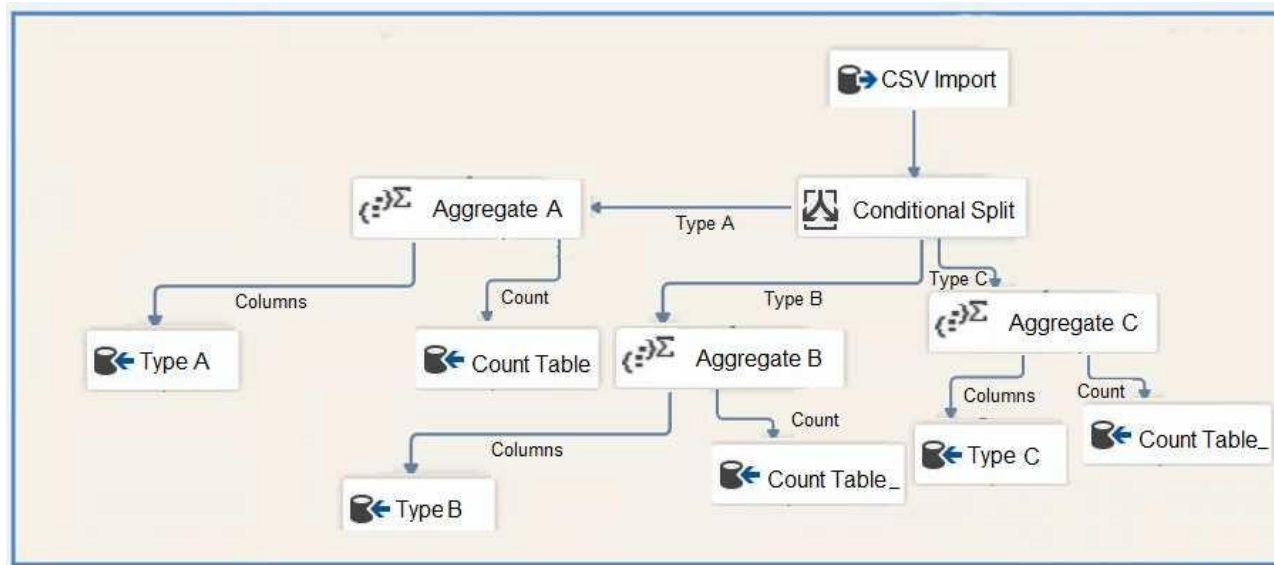 CSV Import
Aggregate A
Type A
Conditional Split
Columns
Count
Type B
Type C
Type A
Count Table
Aggregate B
Aggregate C
Columns
Count
Columns
Count
Type B
Count Table_
Type C
Count Table_